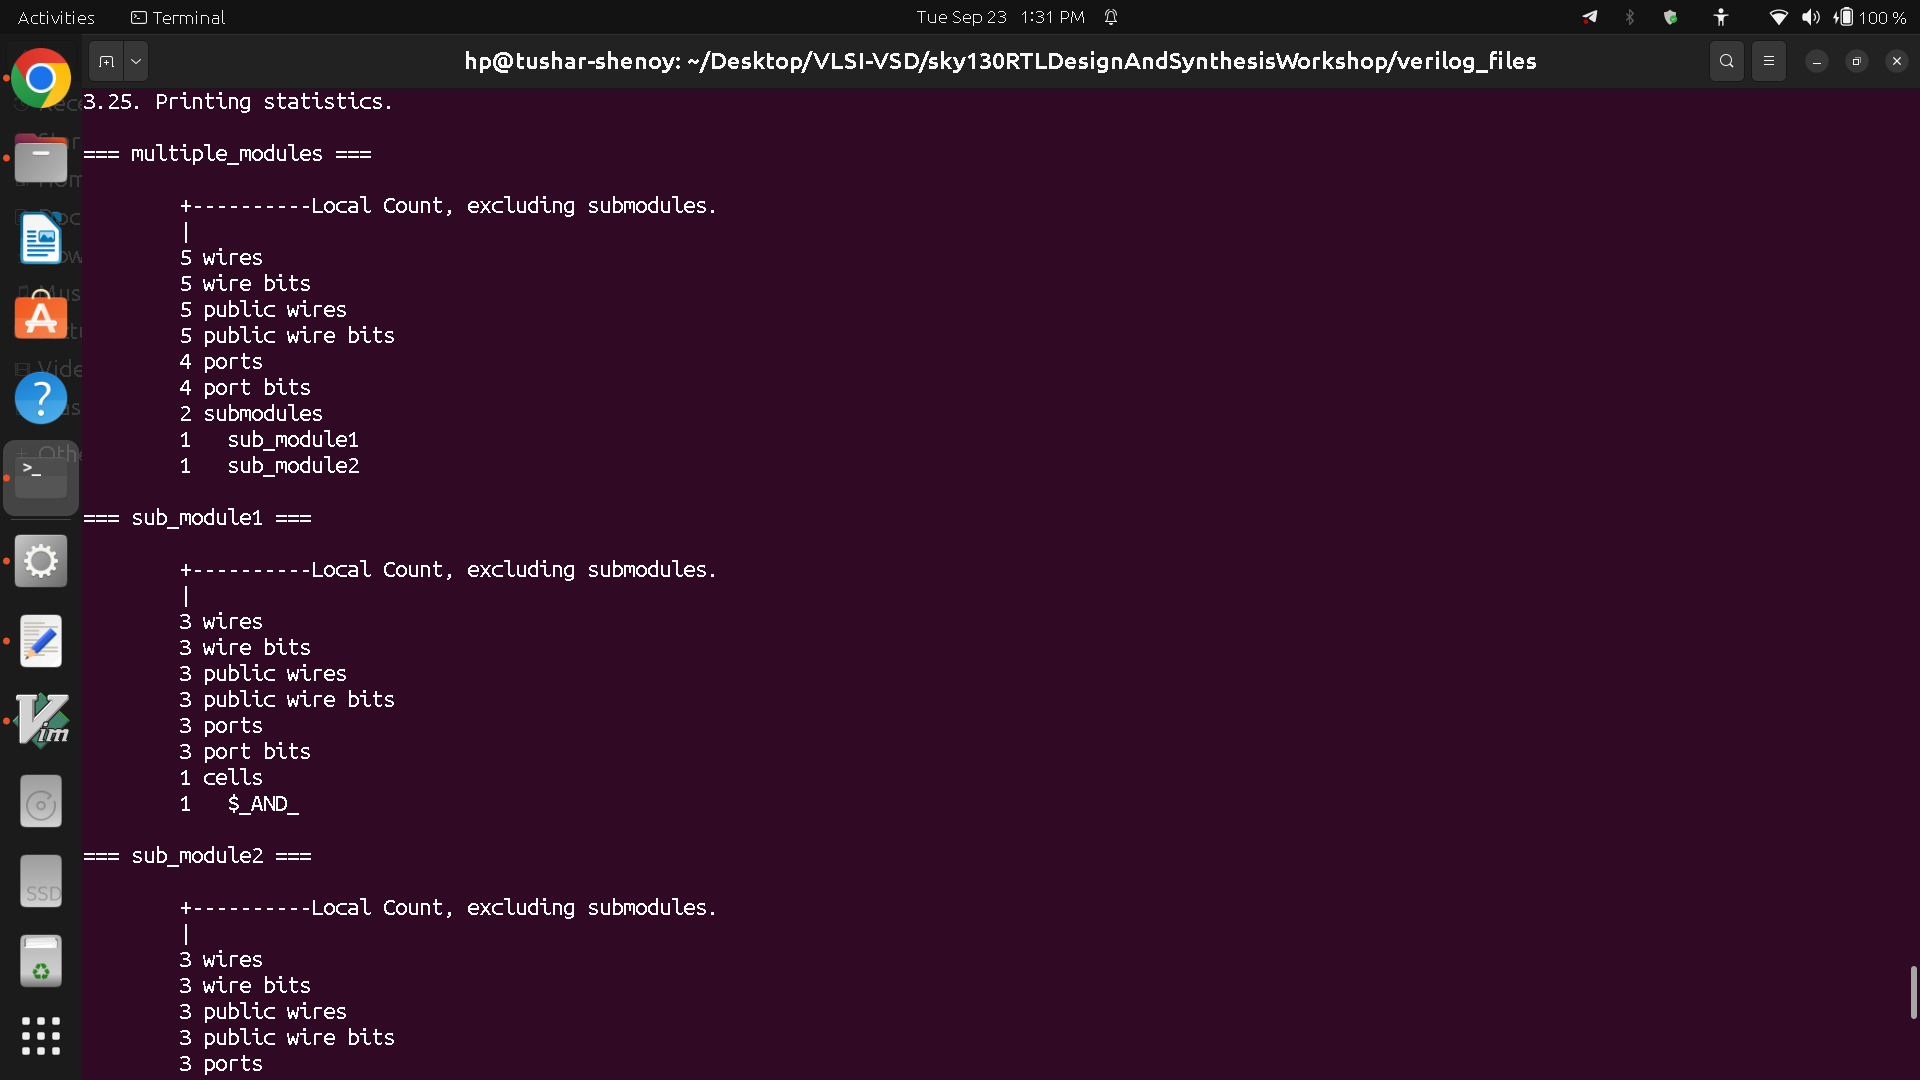 Activities
Terminal
Tue Sep 23 1:31 PM
100 %
hp@tushar-shenoy: ~/Desktop/VLSI-VSD/sky130RTLDesignAndSynthesisWorkshop/verilog_files
3.25. Printing statistics.
=== multiple_modules ===
+----------Local Count, excluding submodules.
|
5 wires
5 wire bits
5 public wires
5 public wire bits
4 ports
4 port bits
2 submodules
1 sub_module1
1 sub_module2
=== sub_module1 ===
+----------Local Count, excluding submodules.
|
3 wires
3 wire bits
3 public wires
3 public wire bits
3 ports
3 port bits
1 cells
1 $_AND_
=== sub_module2 ===
+----------Local Count, excluding submodules.
|
3 wires
3 wire bits
3 public wires
3 public wire bits
3 ports
>_
Vim
SSD